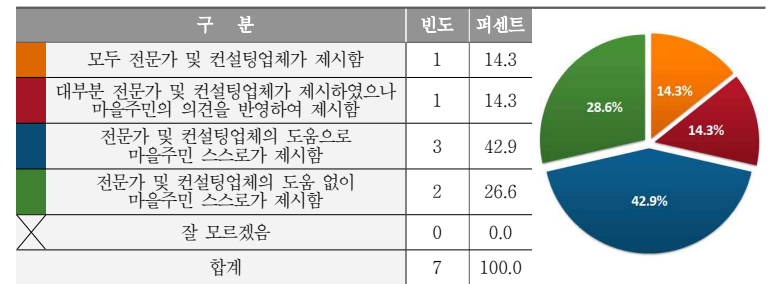 구 분 빈도 퍼센트
모두 전문가 및 컨설팅업체가 제시함 1 14.3
대부분 전문가 및 컨설팅업체가 제시하였으나
마을주민의 의견을 반영하여 제시함 1 14.3
전문가 및 컨설팅업체의 도움으로
마을주민 스스로가 제시함 3 42.9
전문가 및 컨설팅업체의 도움 없이
마을주민 스스로가 제시함 2 26.6
잘 모르겠음 0 0.0
합계 7 100.0
14.3%
14.3%
42.9%
28.6%